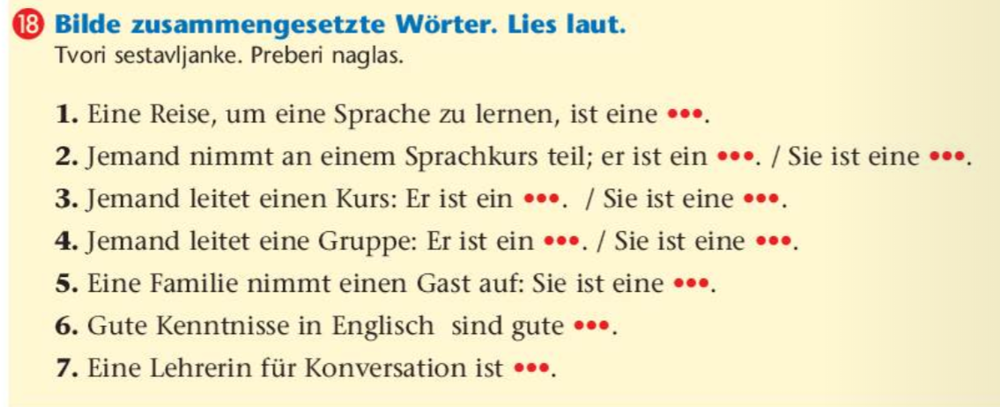 18 Bilde zusammengesetzte Wörter. Lies laut.
Tvori sestavljanke. Preberi naglas.
1. Eine Reise, um eine Sprache zu lernen, ist eine •••.
2. Jemand nimmt an einem Sprachkurs teil; er ist ein •••. / Sie ist eine •••.
3. Jemand leitet einen Kurs: Er ist ein •••. / Sie ist eine •••.
4. Jemand leitet eine Gruppe: Er ist ein •••. / Sie ist eine •••.
5. Eine Familie nimmt einen Gast auf: Sie ist eine •••.
6. Gute Kenntnisse in Englisch sind gute •••.
7. Eine Lehrerin für Konversation ist •••.